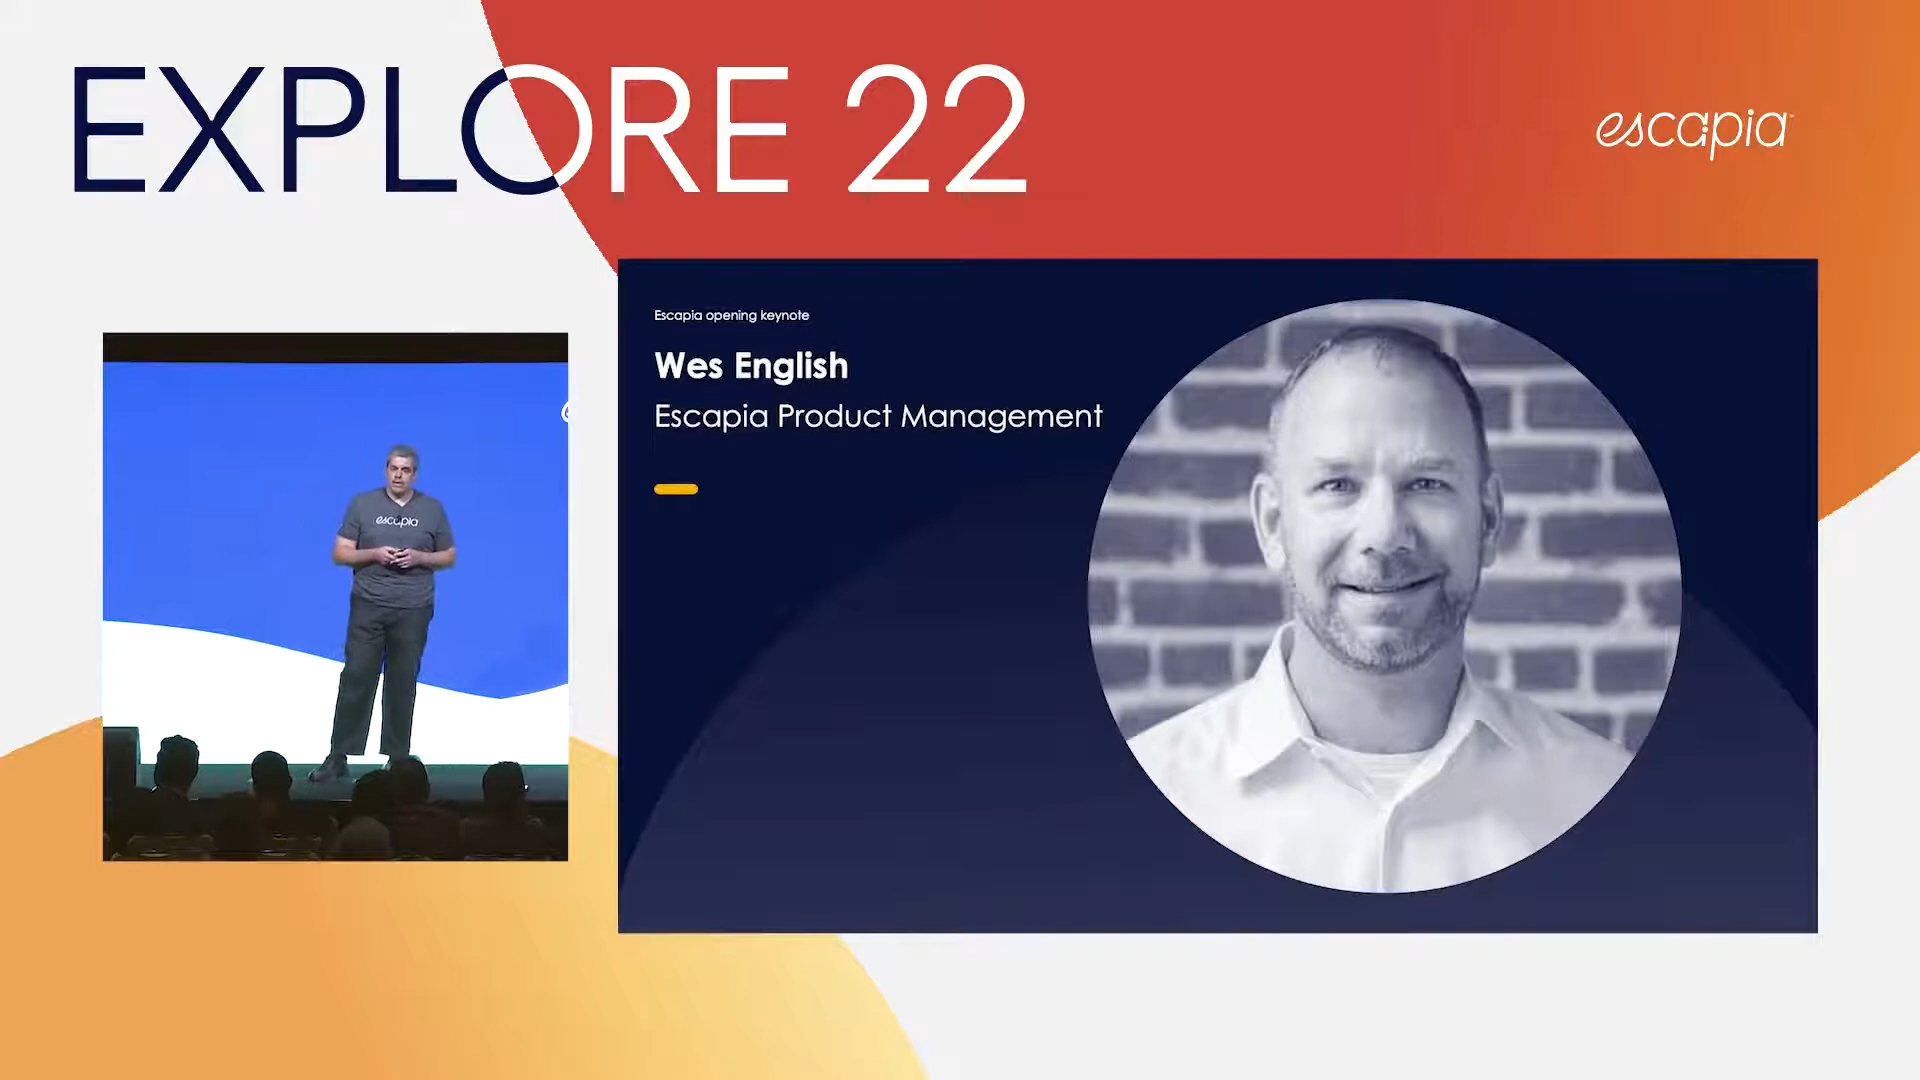 EXPLORE 22
escapia
Escapia opening keynote
Wes English
Escapia Product Management
escapia